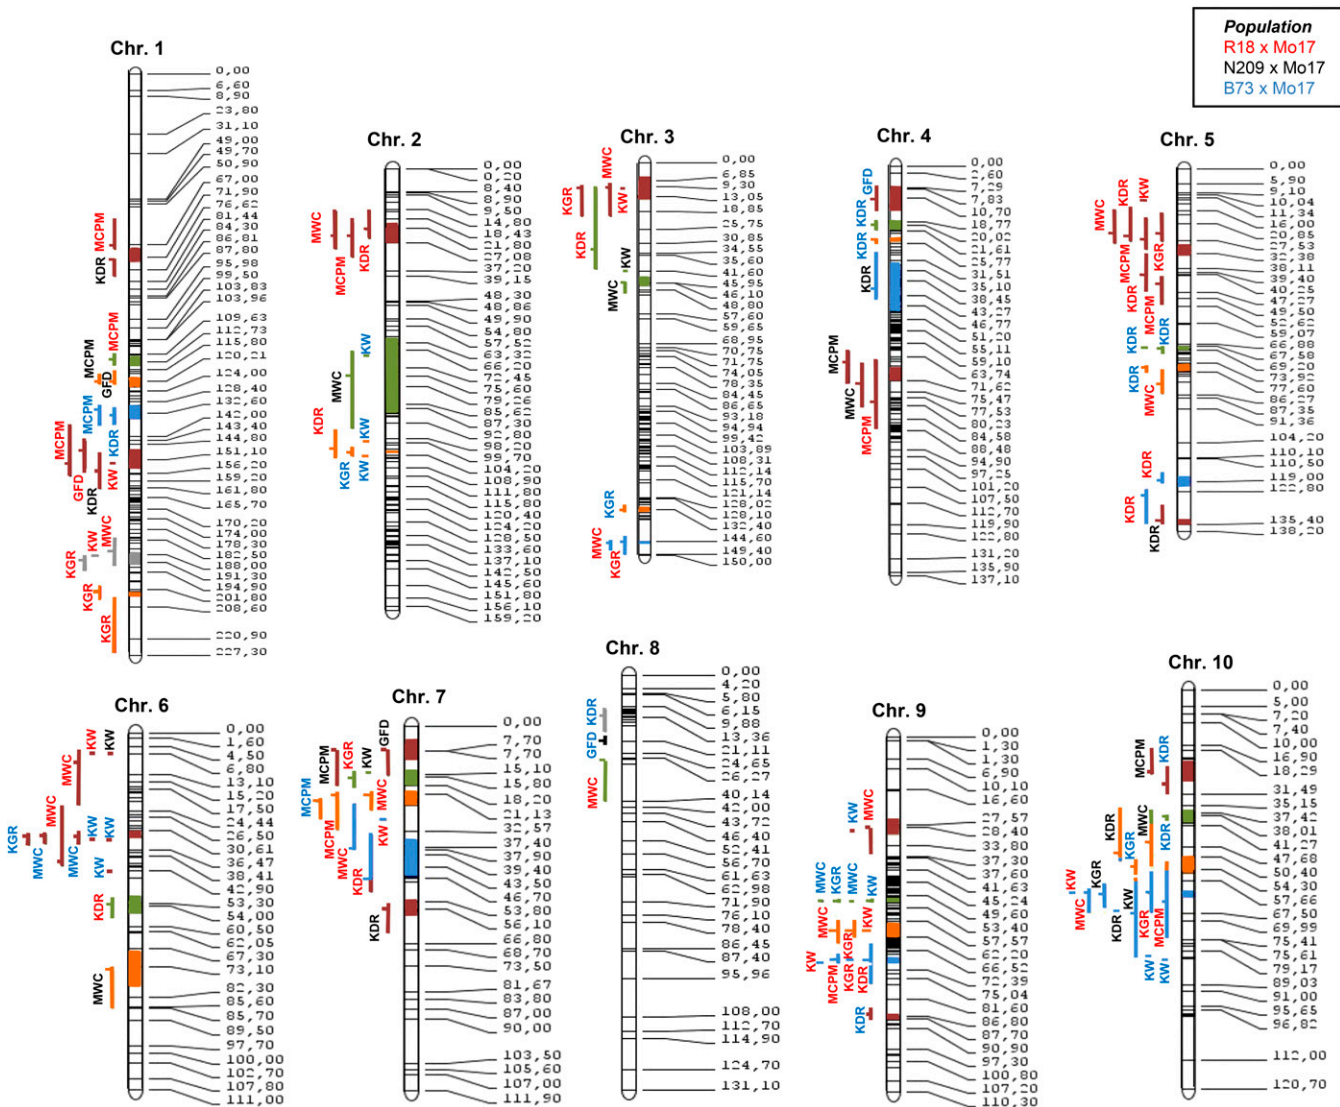 Population
R18 x Mo17
N209 x Mo17
B73 x Mo17
Chr. 1
0,00
6,60
8,90
23,80
31,10
49,00
49,70
50,90
67,00
71,90
76,62
81,44
84,30
86,81
87,80
95,98
99,50
103,83
103,96
109,63
112,73
115,80
120,21
124,00
128,40
132,60
142,00
143,40
144,80
151,10
156,20
159,20
161,80
165,70
170,20
174,00
178,30
182,50
188,00
191,30
194,90
201,80
208,60
220,90
227,30
MCPM
KDR
MCPM
MCPM
GFD
MCPM
KDR
MCPM
GFD
KDR
KW
MWC
KW
KGR
KGR
KGR
Chr. 2
0,00
0,20
8,40
8,90
9,50
14,80
18,43
21,80
27,08
37,20
39,15
48,30
48,86
49,90
54,80
57,52
63,32
66,20
72,45
75,60
79,26
85,62
87,30
92,80
98,20
99,70
104,20
108,90
111,80
115,80
120,40
124,20
128,50
133,60
137,10
142,50
145,60
151,80
156,10
159,20
MWC
MCPM
KDR
KW
MWC
KDR
KW
KGR
KW
Chr. 3
0,00
6,85
9,30
13,05
18,85
25,75
30,85
34,55
35,60
41,60
45,95
46,10
48,80
57,60
59,65
68,95
70,75
71,75
74,05
78,35
84,45
86,65
93,18
94,94
99,42
103,89
108,31
112,14
115,70
121,14
128,02
128,10
132,40
144,60
149,40
150,00
MWC
KGR
KW
KDR
KW
MWC
KGR
MWC
KGR
Chr. 4
0,00
2,60
7,29
7,83
10,70
18,77
20,02
21,61
25,77
31,51
35,10
38,45
43,27
46,77
51,20
55,11
59,10
63,74
71,62
77,45
77,53
80,23
84,58
88,48
94,90
97,25
101,20
107,50
112,70
119,90
122,80
131,20
135,90
137,10
GFD
KDR
KDR
KDR
MCPM
MWC
MCPM
Chr. 5
0,00
5,90
9,10
10,04
11,34
16,00
20,85
27,53
32,38
38,11
39,40
40,25
47,27
49,50
52,62
59,07
66,88
67,58
69,20
73,92
77,60
86,27
87,35
91,36
104,20
110,10
110,50
119,00
122,80
135,40
138,20
KW
KDR
MWC
KGR
MCPM
KDR
MCPM
KDR
KDR
KDR
MWC
KDR
KDR
KDR
Chr. 6
0,00
1,60
4,50
6,80
13,10
15,20
17,50
24,44
26,50
30,61
36,47
38,41
42,90
53,30
54,00
60,50
62,05
67,30
73,10
82,30
85,60
85,70
89,50
97,70
100,00
102,70
107,80
111,00
KW
KW
MWC
MWC
KGR
MWC
MWC
KW
KW
KW
KDR
MWC
Chr. 7
0,00
7,70
7,70
15,10
15,80
18,20
21,13
32,57
37,40
37,90
39,40
43,50
46,70
53,80
56,10
66,80
68,70
73,50
81,67
83,80
87,00
90,00
103,50
105,60
107,00
111,90
GFD
KW
KGR
MCPM
MCPM
MWC
KW
MCPM
MWC
KDR
KDR
Chr. 8
0,00
4,20
5,80
6,15
9,88
13,36
21,11
24,65
26,27
40,14
42,00
43,72
46,40
52,41
56,70
61,63
62,98
71,90
76,10
78,40
86,45
87,40
95,96
108,00
112,70
114,90
124,70
131,10
KDR
GFD
MWC
Chr. 9
0,00
1,30
6,90
10,10
16,60
27,57
28,40
33,80
37,30
37,60
41,63
45,24
49,60
53,40
57,57
62,20
66,52
72,39
75,04
81,60
86,80
87,70
90,90
97,30
100,80
107,20
110,30
MWC
KW
MWC
KGR
MWC
KW
MWC
KGR
KW
KW
MCPM
KGR
KDR
KDR
Chr. 10
0,00
5,00
7,20
7,40
10,00
16,90
18,29
31,49
35,15
37,42
38,01
41,27
47,68
50,40
54,30
57,66
67,50
69,99
75,41
75,61
79,17
89,03
91,00
95,65
96,82
112,00
120,70
KDR
MCPM
KDR
MWC
KDR
KGR
KW
MWC
KGR
KDR
KW
KGR
MCPM
KW
KW